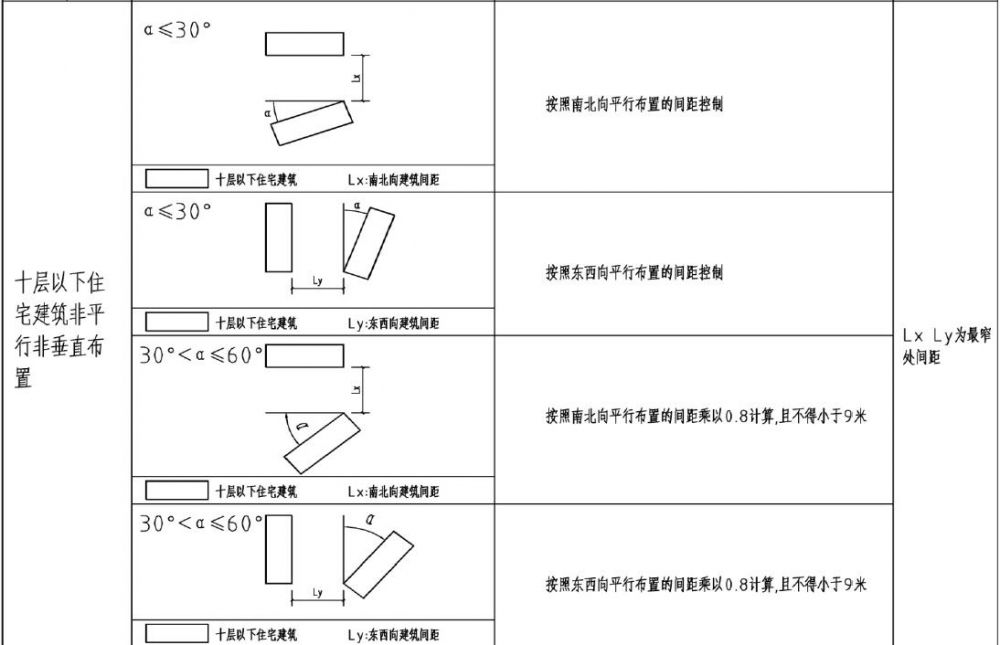 十层以下住
宅建筑非平
行非垂直布
置
α≤30°
Lx
α
十层以下住宅建筑 Lx:南北向建筑间距
按照南北向平行布置的间距控制
α≤30°
α
Ly
十层以下住宅建筑 Ly:东西向建筑间距
按照东西向平行布置的间距控制
30°<α≤60°
Lx
α
十层以下住宅建筑 Lx:南北向建筑间距
按照南北向平行布置的间距乘以0.8计算,且不得小于9米
30°<α≤60°
α
Ly
十层以下住宅建筑 Ly:东西向建筑间距
按照东西向平行布置的间距乘以0.8计算,且不得小于9米
Lx Ly为最窄
处间距